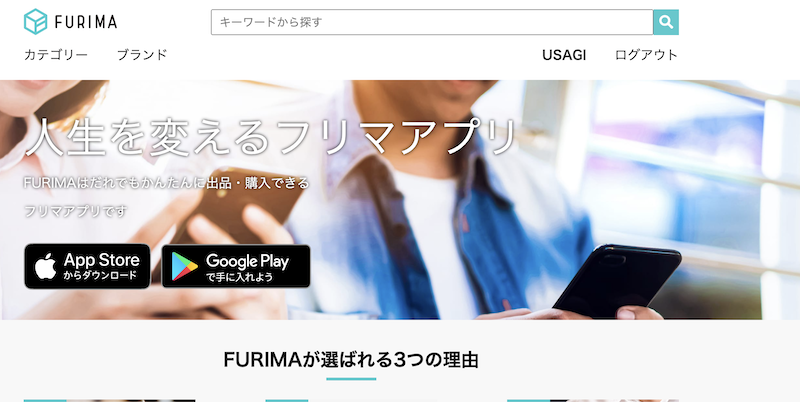 FURIMA
キーワードから探す
カテゴリー ブランド USAGI ログアウト
人生を変えるフリマアプリ
FURIMAはだれでもかんたんに出品・購入できる
フリマアプリです
App Store
からダウンロード
Google Play
で手に入れよう
FURIMAが選ばれる3つの理由